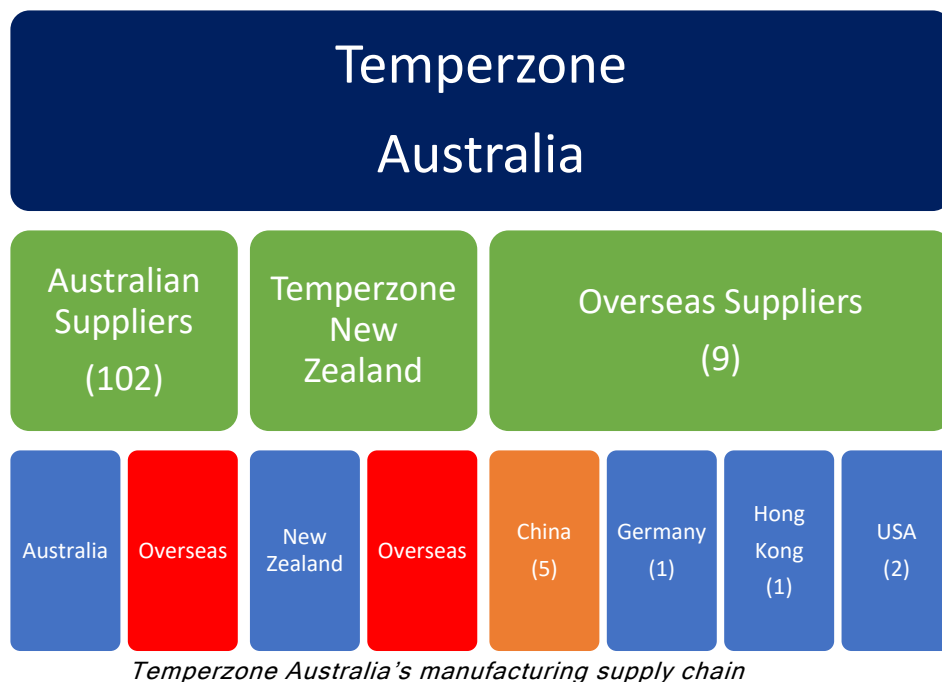 Temperzone
Australia
Australian
Suppliers
(102)
Temperzone
New
Zealand
Overseas Suppliers
(9)
Australia
Overseas
New
Zealand
Overseas
China
(5)
Germany
(1)
Hong
Kong
(1)
USA
(2)
Temperzone Australia's manufacturing supply chain